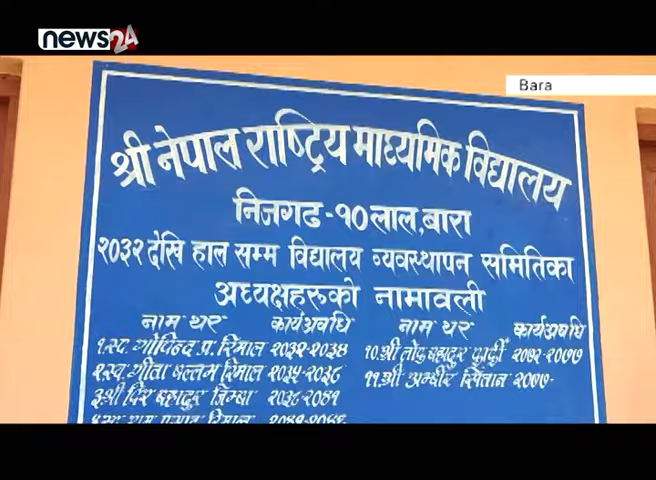 news24
Bara
श्री नेपाल राष्ट्रिय माध्यमिक विद्यालय
निजगढ-१० लाल, बारा
२०३२ देखि हाल सम्म विद्यालय व्यवस्थापन समितिका
अध्यक्षहरूको नामावली
नाम थर कार्यअवधि नाम थर कार्यअवधि
१.स्व. गोपिन्द प्र. रिमाल २०३२-२०३४
१०.श्री तोद बहादुर २०७२-२०७७
२.स्व. गीता बल्लभ रिमाल २०३५-२०३८
११.श्री अम्बीर सिंतान २०७७-
३.श्री दिर बहादुर जिम्बा २०३८-२०४१
रिमाल